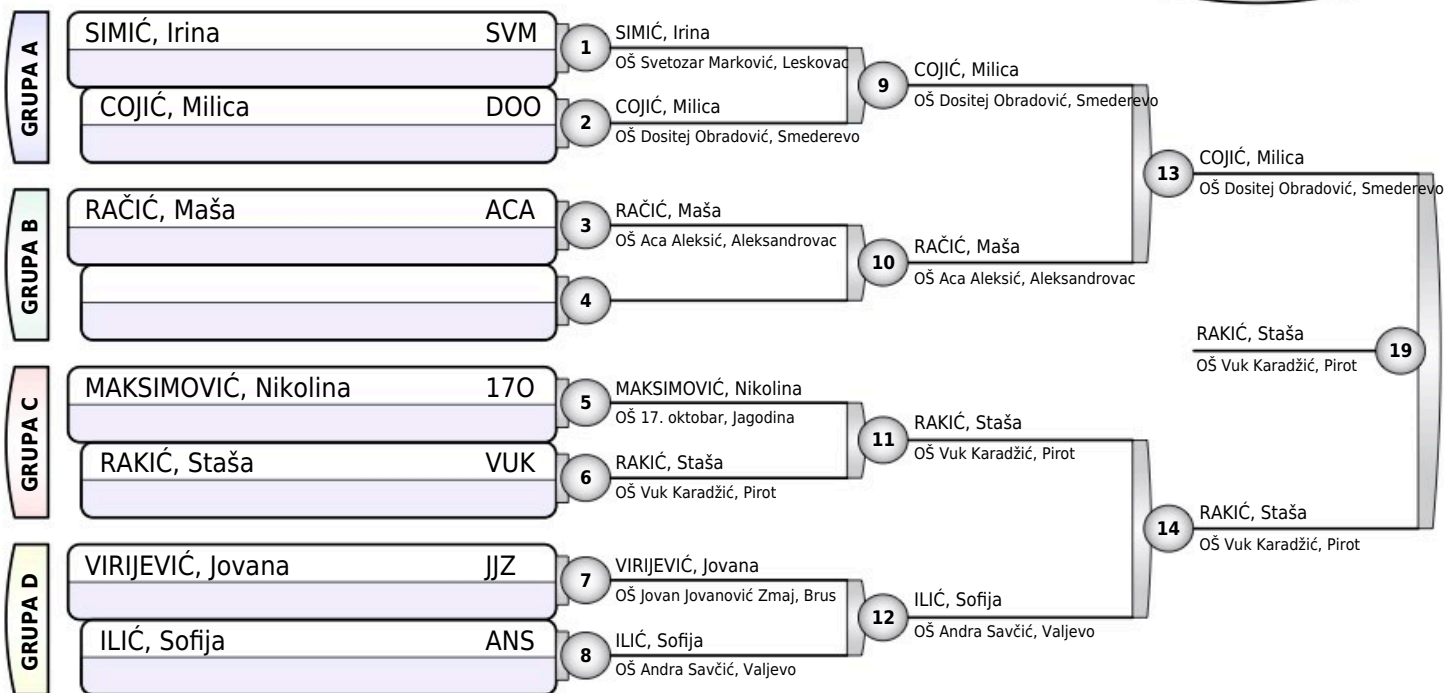 GRUPA A
SIMIĆ, Irina SVM
COJIĆ, Milica DOO
GRUPA B
RAČIĆ, Maša ACA
GRUPA C
MAKSIMOVIĆ, Nikolina 17O
RAKIĆ, Staša VUK
GRUPA D
VIRIJEVIĆ, Jovana JJZ
ILIĆ, Sofija ANS
1
SIMIĆ, Irina
OŠ Svetozar Marković, Leskovac
2
COJIĆ, Milica
OŠ Dositej Obradović, Smederevo
3
RAČIĆ, Maša
OŠ Aca Aleksić, Aleksandrovac
4
5
MAKSIMOVIĆ, Nikolina
OŠ 17. oktobar, Jagodina
6
RAKIĆ, Staša
OŠ Vuk Karadžić, Pirot
7
VIRIJEVIĆ, Jovana
OŠ Jovan Jovanović Zmaj, Brus
8
ILIĆ, Sofija
OŠ Andra Savčić, Valjevo
9
COJIĆ, Milica
OŠ Dositej Obradović, Smederevo
10
RAČIĆ, Maša
OŠ Aca Aleksić, Aleksandrovac
11
RAKIĆ, Staša
OŠ Vuk Karadžić, Pirot
12
ILIĆ, Sofija
OŠ Andra Savčić, Valjevo
13
COJIĆ, Milica
OŠ Dositej Obradović, Smederevo
14
RAKIĆ, Staša
OŠ Vuk Karadžić, Pirot
RAKIĆ, Staša
OŠ Vuk Karadžić, Pirot
19